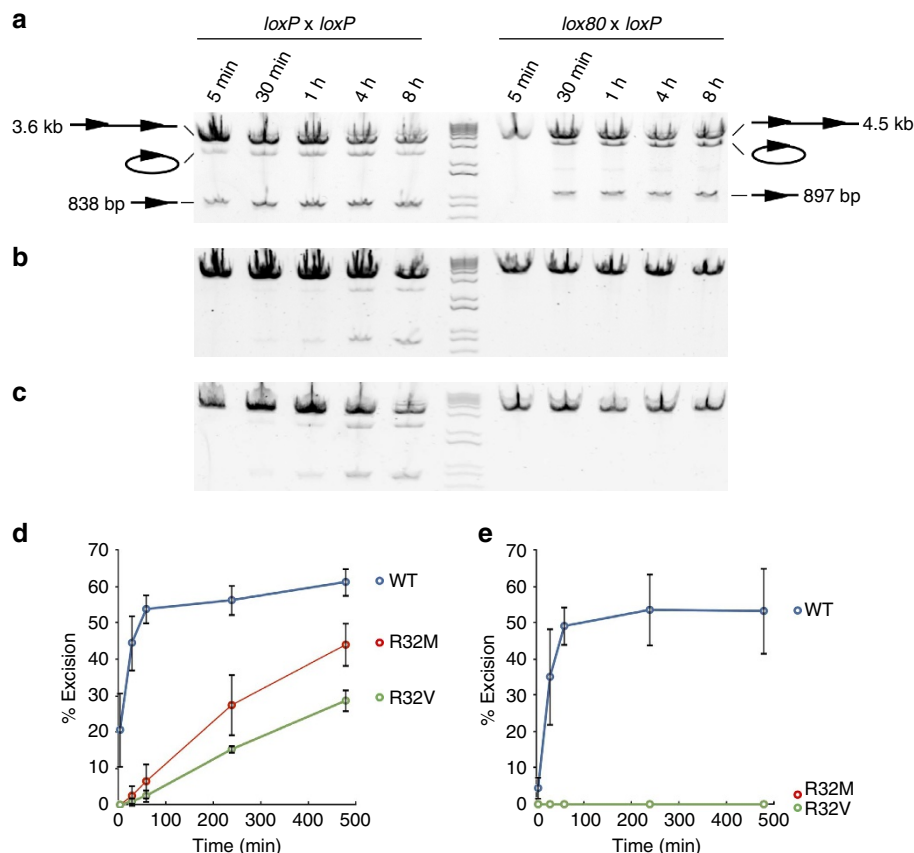 a
loxP x loxP
lox80 x loxP
5 min 30 min 1 h 4 h 8 h
5 min 30 min 1 h 4 h 8 h
3.6 kb
4.5 kb
838 bp
897 bp
b
c
d
70
60
50
40
30
20
10
0
% Excision
0 100 200 300 400 500
Time (min)
WT
R32M
R32V
e
70
60
50
40
30
20
10
0
% Excision
0 100 200 300 400 500
Time (min)
WT
R32M
R32V